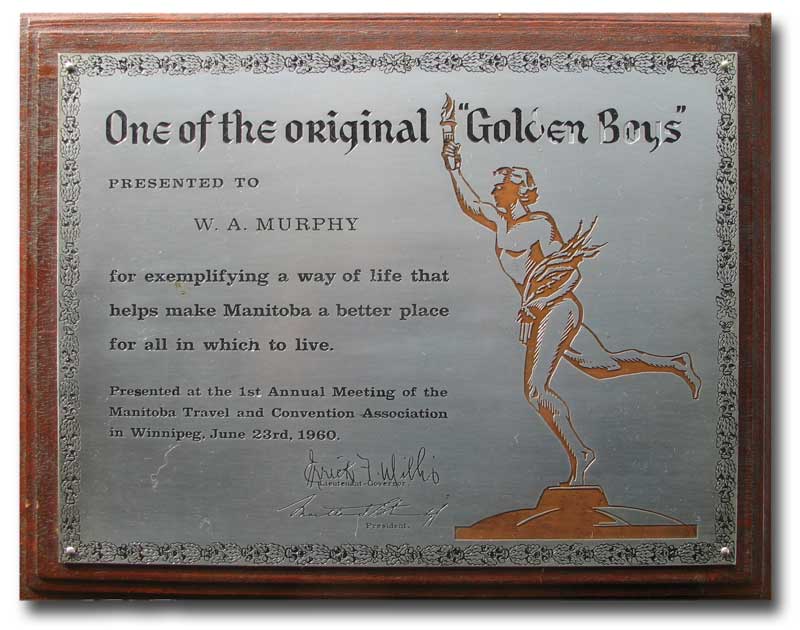 One of the original "Golden Boys"
PRESENTED TO
W. A. MURPHY
for exemplifying a way of life that
helps make Manitoba a better place
for all in which to live.
Presented at the 1st Annual Meeting of the
Manitoba Travel and Convention Association
in Winnipeg, June 23rd, 1960.
Errick F. Willis
Lieutenant-Governor.
President.